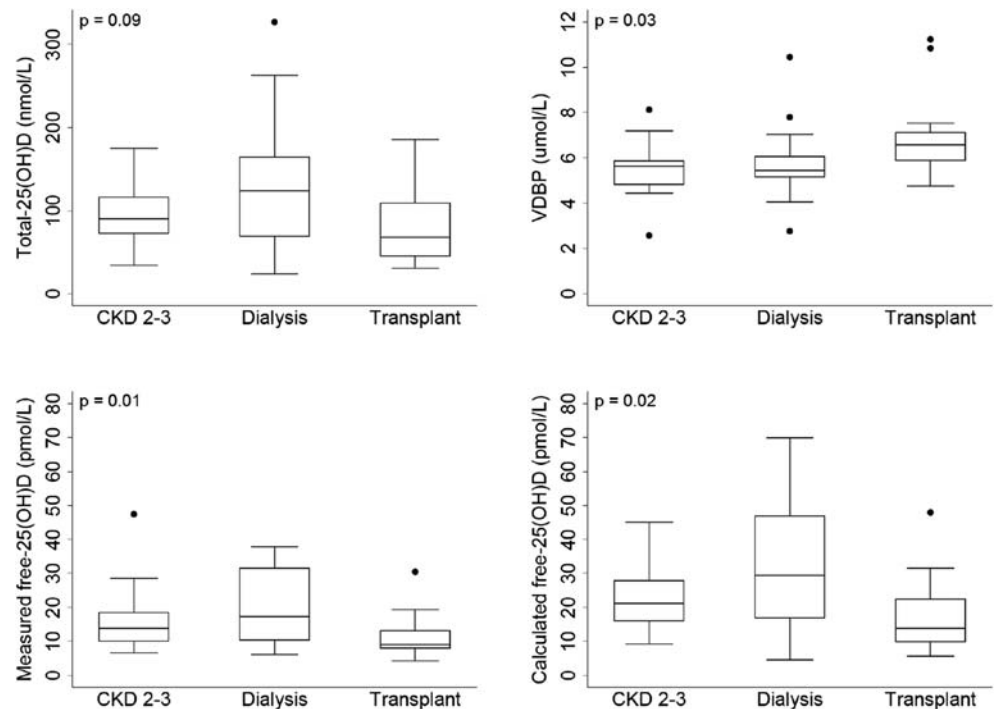 p = 0.09
Total-25(OH)D (nmol/L)
300
200
100
0
CKD 2-3 Dialysis Transplant
p = 0.03
VDBP (umol/L)
12
10
8
6
4
2
0
CKD 2-3 Dialysis Transplant
p = 0.01
Measured free-25(OH)D (pmol/L)
80
70
60
50
40
30
20
10
0
CKD 2-3 Dialysis Transplant
p = 0.02
Calculated free-25(OH)D (pmol/L)
80
70
60
50
40
30
20
10
0
CKD 2-3 Dialysis Transplant